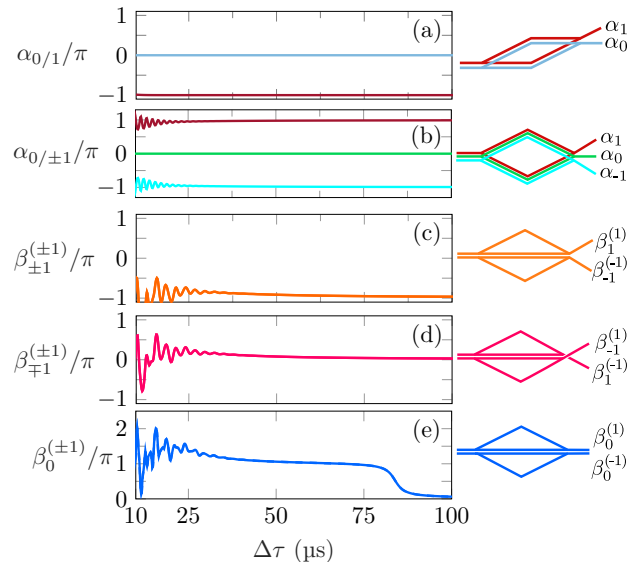 α0/1/π
1
0
−1
(a)
α1
α0
α0/±1/π
1
0
−1
(b)
α1
α0
α-1
β±1(±1)/π
1
0
−1
(c)
β1(1)
β-1(-1)
β∓1(±1)/π
1
0
−1
(d)
β-1(1)
β1(-1)
β0(±1)/π
2
1
0
(e)
β0(1)
β0(-1)
10 25 50 75 100
Δτ (µs)